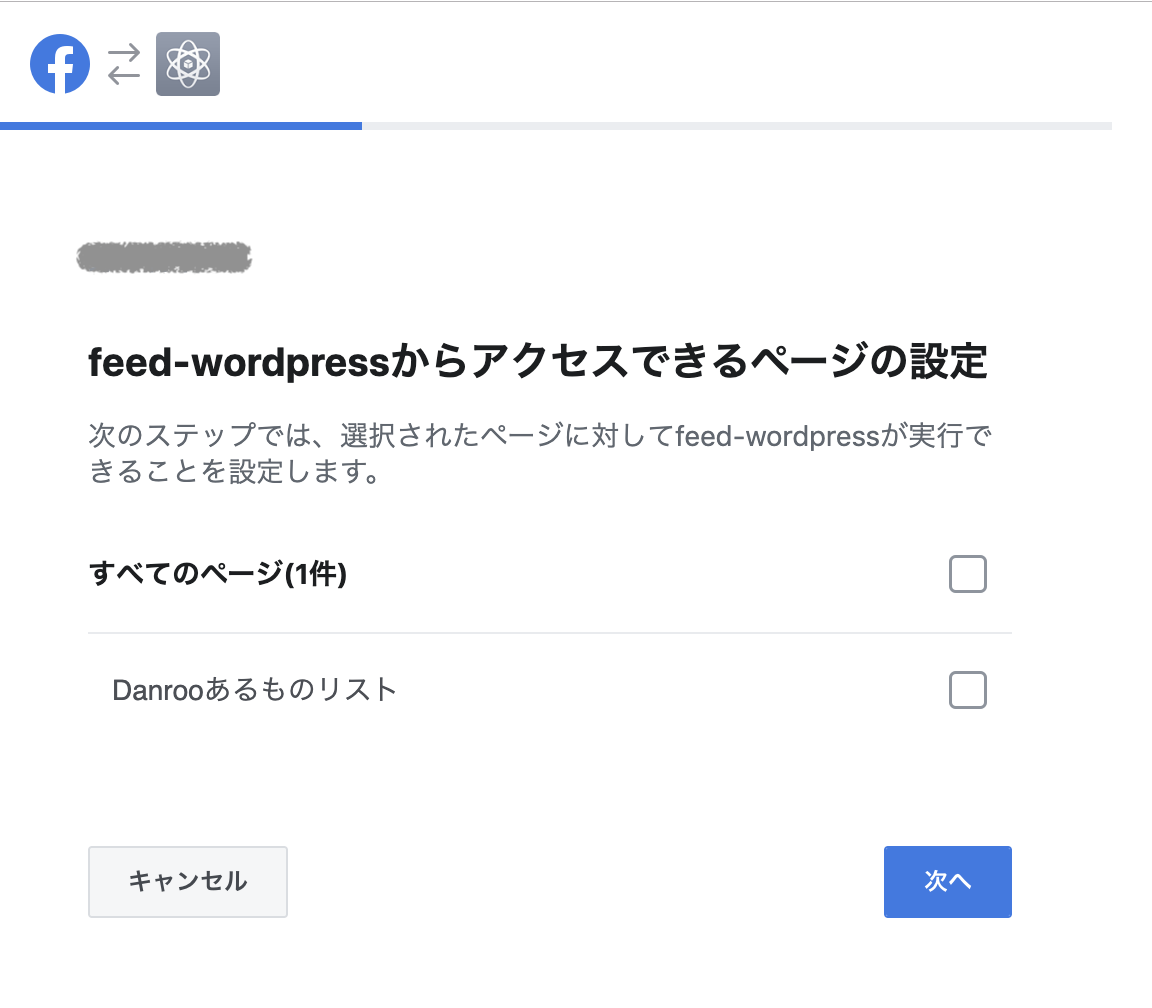 feed-wordpressからアクセスできるページの設定
次のステップでは、選択されたページに対してfeed-wordpressが実行で
きることを設定します。
すべてのページ(1件)
Danrooあるものリスト
キャンセル
次へ